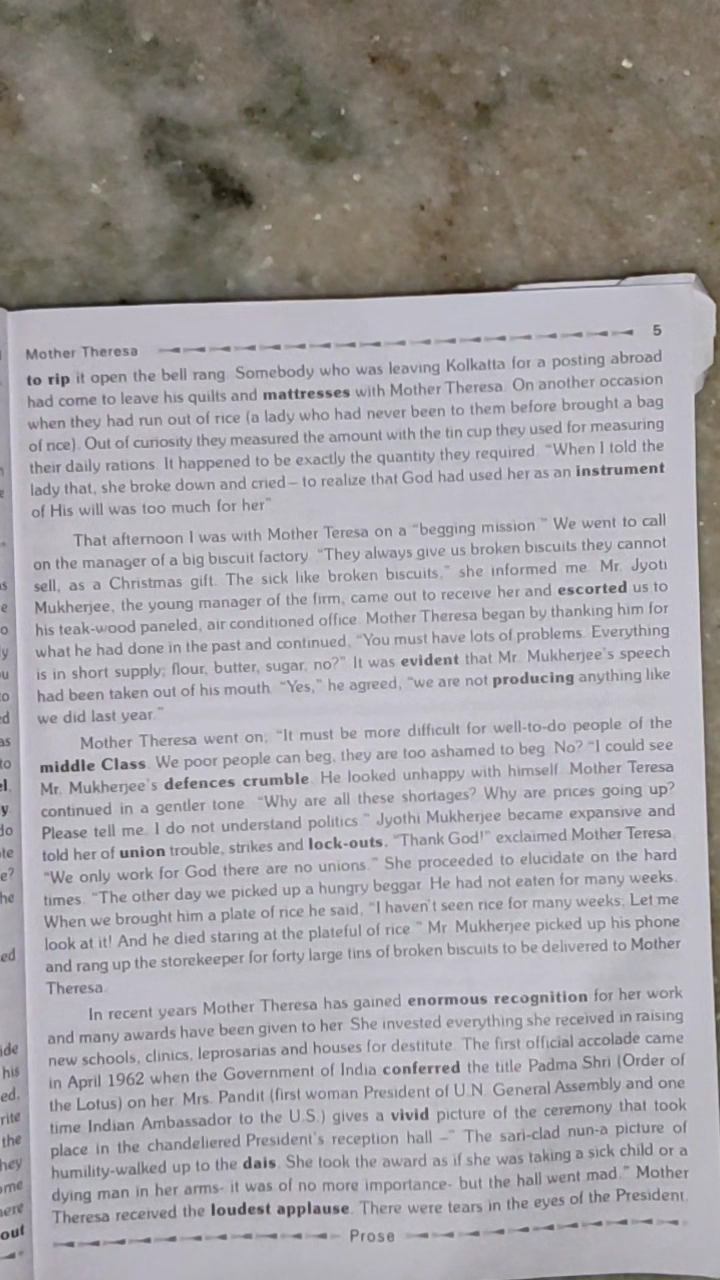 Mother Theresa 5
to rip it open the bell rang. Somebody who was leaving Kolkatta for a posting abroad
had come to leave his quilts and mattresses with Mother Theresa. On another occasion
when they had run out of rice (a lady who had never been to them before brought a bag
of rice). Out of curiosity they measured the amount with the tin cup they used for measuring
their daily rations. It happened to be exactly the quantity they required. "When I told the
lady that, she broke down and cried– to realize that God had used her as an instrument
of His will was too much for her"
That afternoon I was with Mother Teresa on a "begging mission." We went to call
on the manager of a big biscuit factory. "They always give us broken biscuits they cannot
sell, as a Christmas gift. The sick like broken biscuits," she informed me. Mr. Jyoti
Mukherjee, the young manager of the firm, came out to receive her and escorted us to
his teak-wood paneled, air conditioned office. Mother Theresa began by thanking him for
what he had done in the past and continued, "You must have lots of problems. Everything
is in short supply; flour, butter, sugar, no?" It was evident that Mr. Mukherjee's speech
had been taken out of his mouth. "Yes," he agreed, "we are not producing anything like
we did last year."
Mother Theresa went on; "It must be more difficult for well-to-do people of the
middle Class. We poor people can beg, they are too ashamed to beg. No? "I could see
Mr. Mukherjee's defences crumble. He looked unhappy with himself. Mother Teresa
continued in a gentler tone. "Why are all these shortages? Why are prices going up?
Please tell me. I do not understand politics." Jyothi Mukherjee became expansive and
told her of union trouble, strikes and lock-outs. "Thank God!" exclaimed Mother Teresa.
"We only work for God there are no unions." She proceeded to elucidate on the hard
times. "The other day we picked up a hungry beggar. He had not eaten for many weeks.
When we brought him a plate of rice he said, "I haven't seen rice for many weeks; Let me
look at it! And he died staring at the plateful of rice." Mr. Mukherjee picked up his phone
and rang up the storekeeper for forty large tins of broken biscuits to be delivered to Mother
Theresa.
In recent years Mother Theresa has gained enormous recognition for her work
and many awards have been given to her. She invested everything she received in raising
new schools, clinics, leprosarias and houses for destitute. The first official accolade came
in April 1962 when the Government of India conferred the title Padma Shri (Order of
the Lotus) on her. Mrs. Pandit (first woman President of U.N. General Assembly and one
time Indian Ambassador to the U.S.) gives a vivid picture of the ceremony that took
place in the chandeliered President's reception hall –" The sari-clad nun-a picture of
humility-walked up to the dais. She took the award as if she was taking a sick child or a
dying man in her arms- it was of no more importance- but the hall went mad." Mother
Theresa received the loudest applause. There were tears in the eyes of the President.
Prose